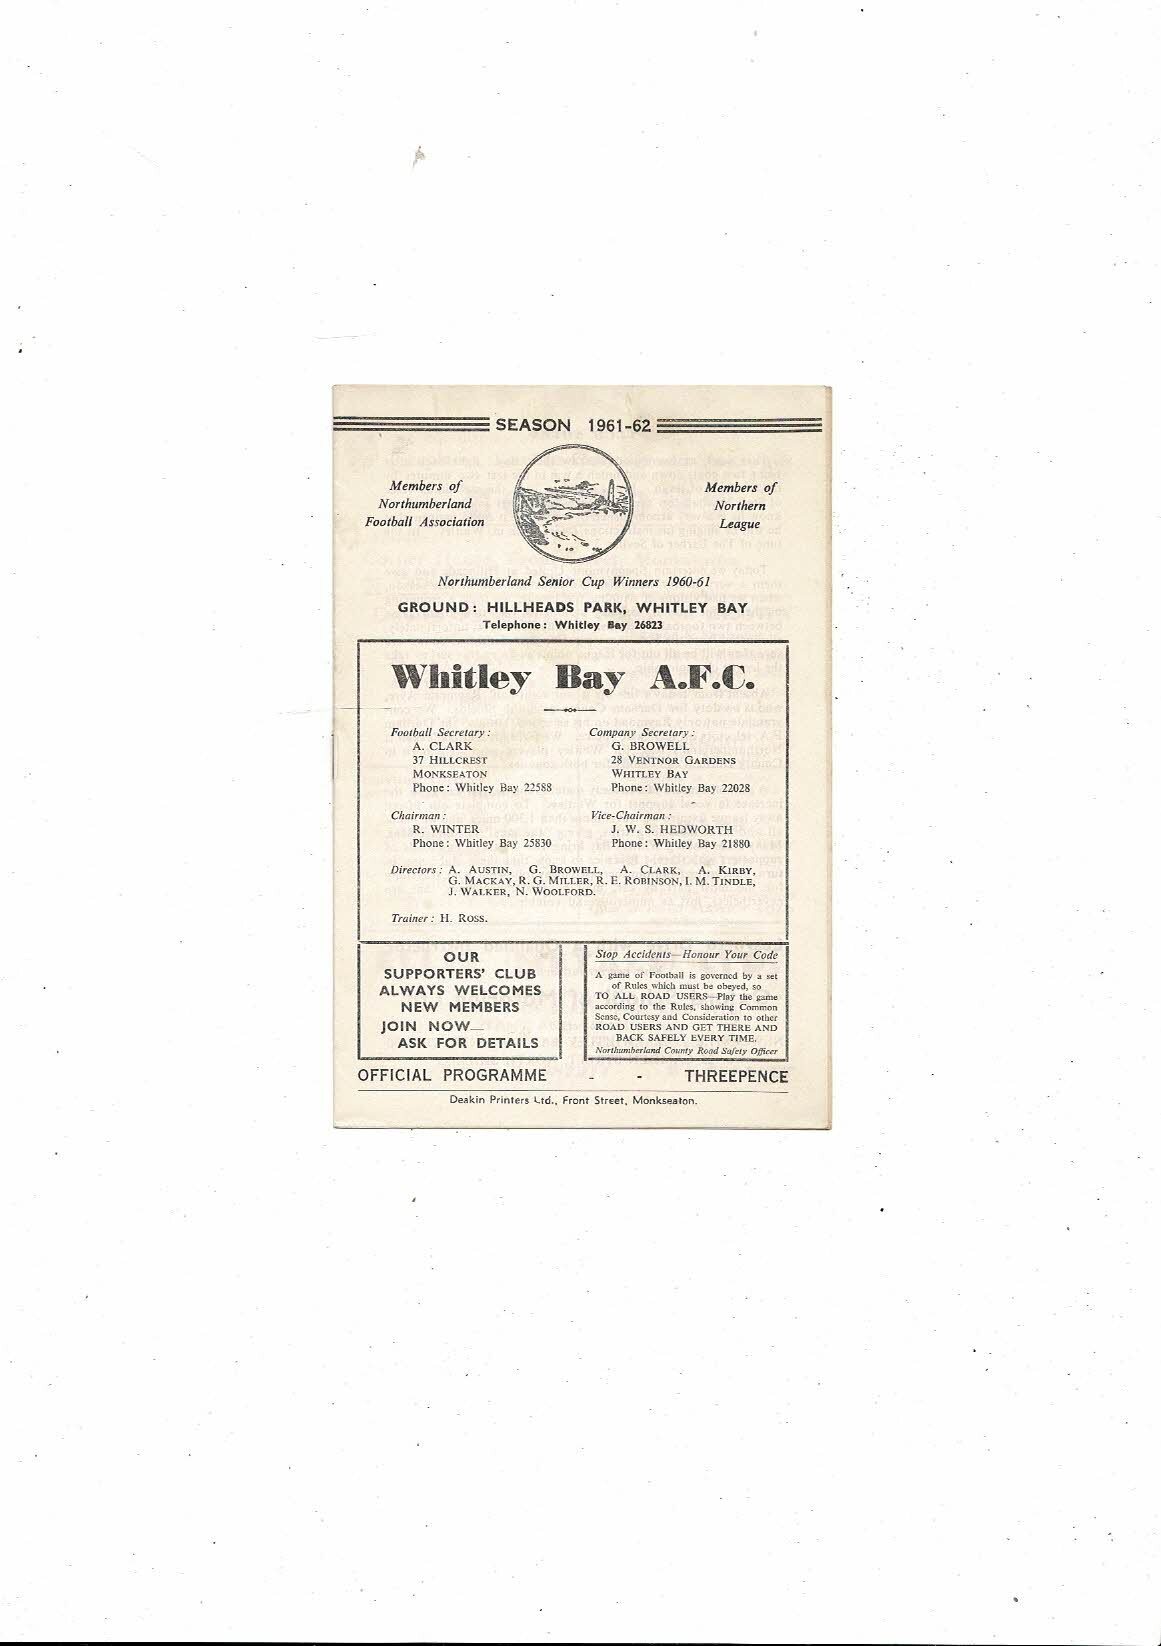 SEASON 1961-62
Members of
Northumberland
Football Association
Members of
Northern
League
Northumberland Senior Cup Winners 1960-61
GROUND: HILLHEADS PARK, WHITLEY BAY
Telephone: Whitley Bay 26823
Whitley Bay A.F.C.
Football Secretary:
A. CLARK
37 HILLCREST
MONKSEATON
Phone: Whitley Bay 22588
Company Secretary:
G. BROWELL
28 VENTNOR GARDENS
WHITLEY BAY
Phone: Whitley Bay 22028
Chairman:
R. WINTER
Phone: Whitley Bay 25830
Vice-Chairman:
J. W. S. HEDWORTH
Phone: Whitley Bay 21880
Directors: A. AUSTIN, G. BROWELL, A. CLARK, A. KIRBY,
G. MACKAY, R. G. MILLER, R. E. ROBINSON, I. M. TINDLE,
J. WALKER, N. WOOLFORD.
Trainer: H. ROSS.
OUR
SUPPORTERS' CLUB
ALWAYS WELCOMES
NEW MEMBERS
JOIN NOW—
ASK FOR DETAILS
Stop Accidents—Honour Your Code
A game of Football is governed by a set
of Rules which must be obeyed, so
TO ALL ROAD USERS—Play the game
according to the Rules, showing Common
Sense, Courtesy and Consideration to other
ROAD USERS AND GET THERE AND
BACK SAFELY EVERY TIME.
Northumberland County Road Safety Officer
OFFICIAL PROGRAMME - - THREEPENCE
Deakin Printers Ltd., Front Street, Monkseaton.